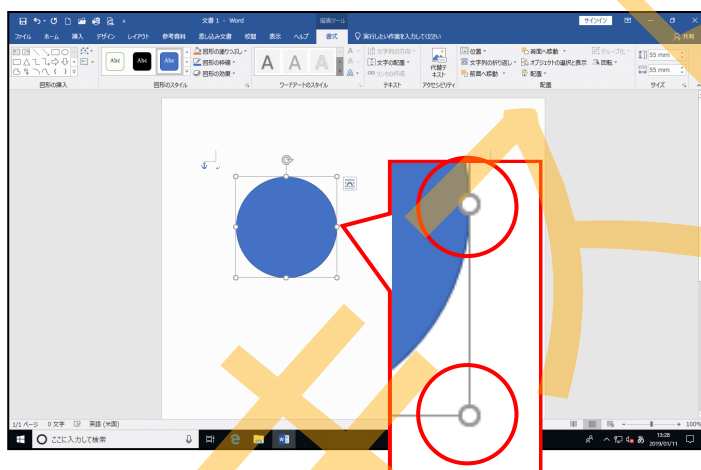 文書 1 - Word
描画ツール
サインイン
ファイル ホーム 挿入 デザイン レイアウト 参考資料 差し込み文書 校閲 表示 ヘルプ 書式 実行したい作業を入力してください 共有
Abc Abc Abc
図形の塗りつぶし
図形の枠線
図形の効果
A A A
文字列の方向
文字の配置
リンクの作成
代替テキスト
位置
文字列の折り返し
前面へ移動
背面へ移動
オブジェクトの選択と表示
配置
グループ化
回転
55 mm
55 mm
図形の挿入 図形のスタイル ワードアートのスタイル テキスト アクセシビリティ 配置 サイズ
1/1 ページ 0 文字 英語 (米国) 100%
ここに入力して検索
あ
13:28
2019/01/11